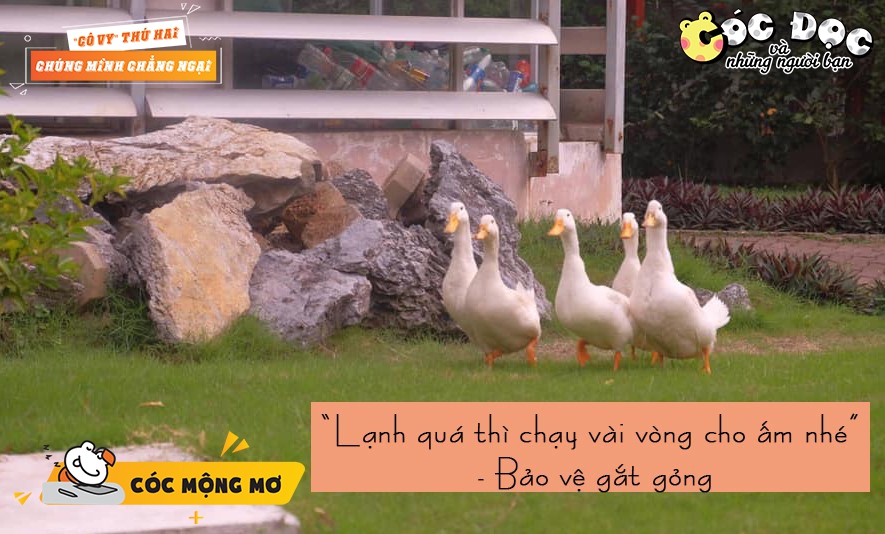 "CÔ VY" THỨ HAI
CHÚNG MÌNH CHẲNG NGẠI
CÓC ĐỌC
và
những người bạn
"Lạnh quá thì chạy vài vòng cho ấm nhé"
- Bảo vệ gắt gỏng
MAN
CÓC MỘNG MƠ